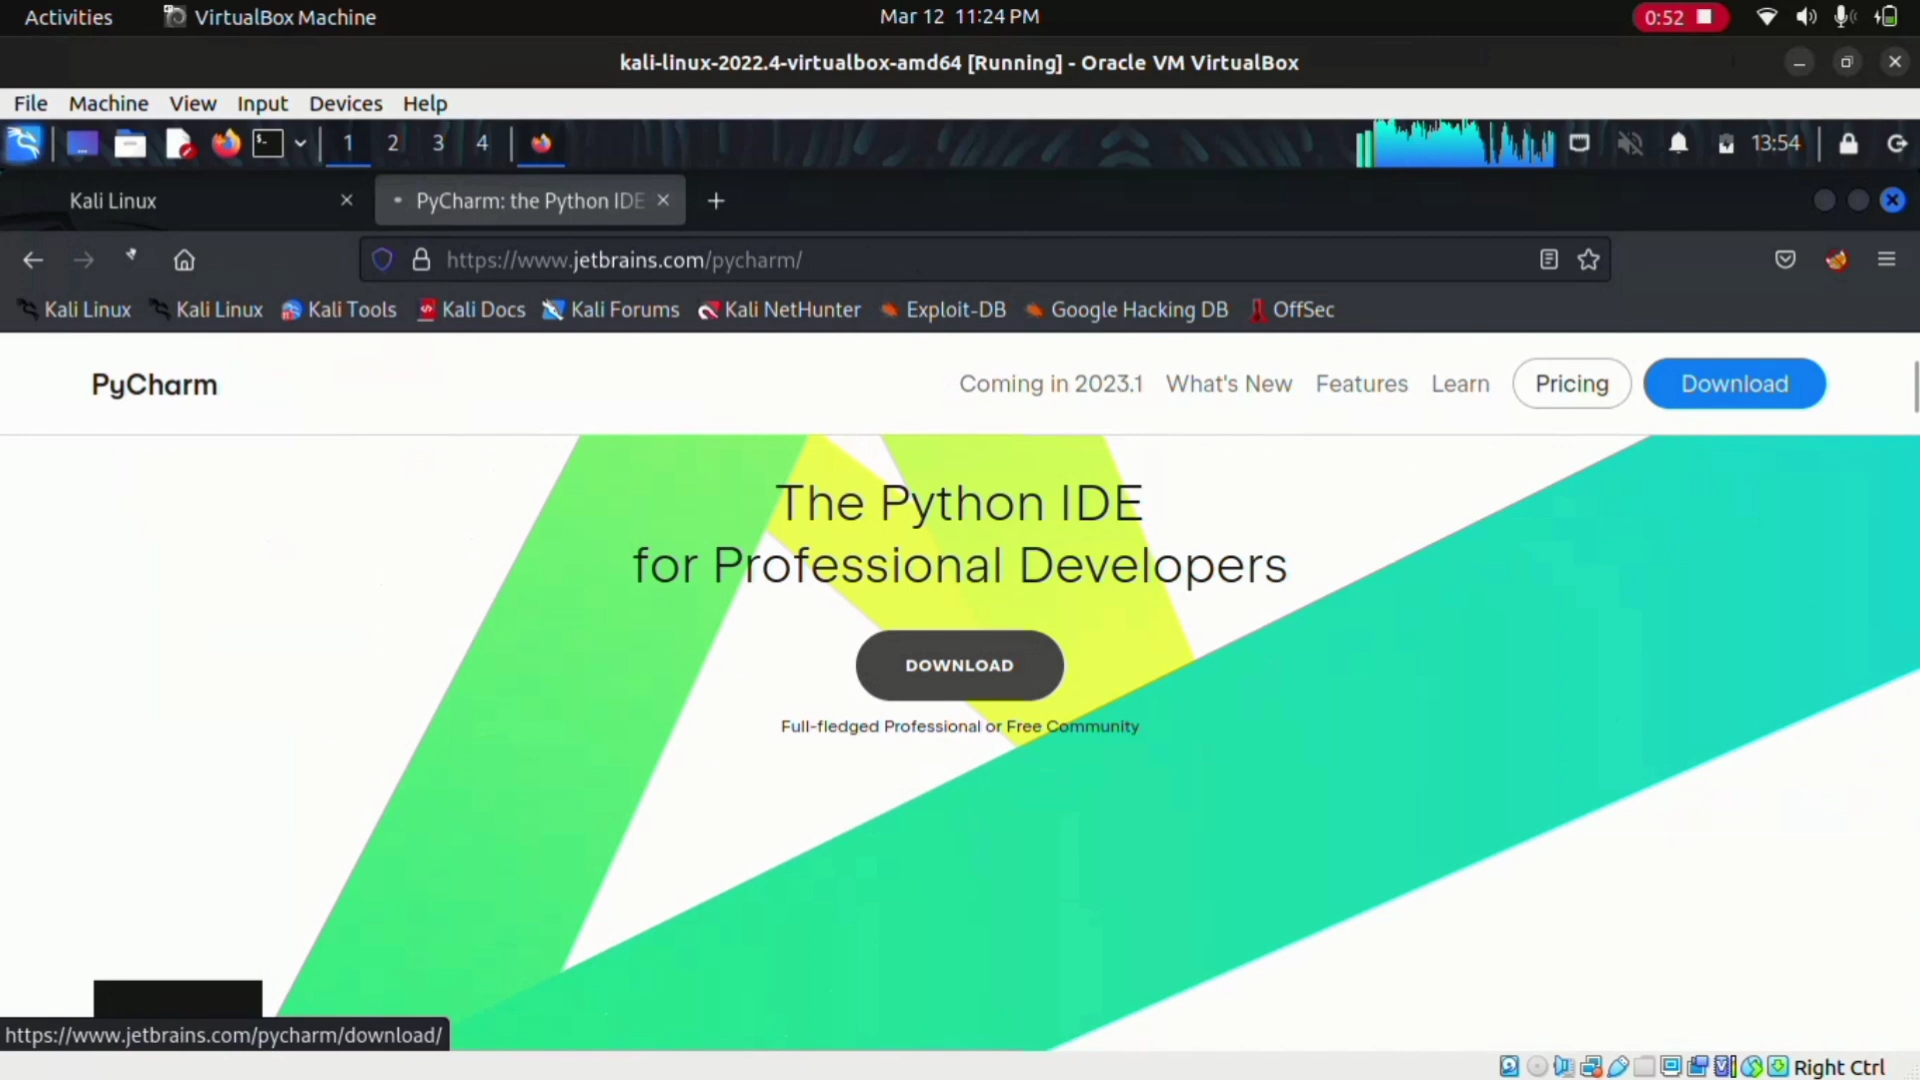 Activities VirtualBox Machine Mar 12 11:24 PM 0:52
kali-linux-2022.4-virtualbox-amd64 [Running] - Oracle VM VirtualBox
File Machine View Input Devices Help
1 2 3 4 13:54
Kali Linux PyCharm: the Python IDE
https://www.jetbrains.com/pycharm/
Kali Linux Kali Linux Kali Tools Kali Docs Kali Forums Kali NetHunter Exploit-DB Google Hacking DB OffSec
PyCharm Coming in 2023.1 What's New Features Learn Pricing Download
The Python IDE
for Professional Developers
DOWNLOAD
Full-fledged Professional or Free Community
https://www.jetbrains.com/pycharm/download/
Right Ctrl